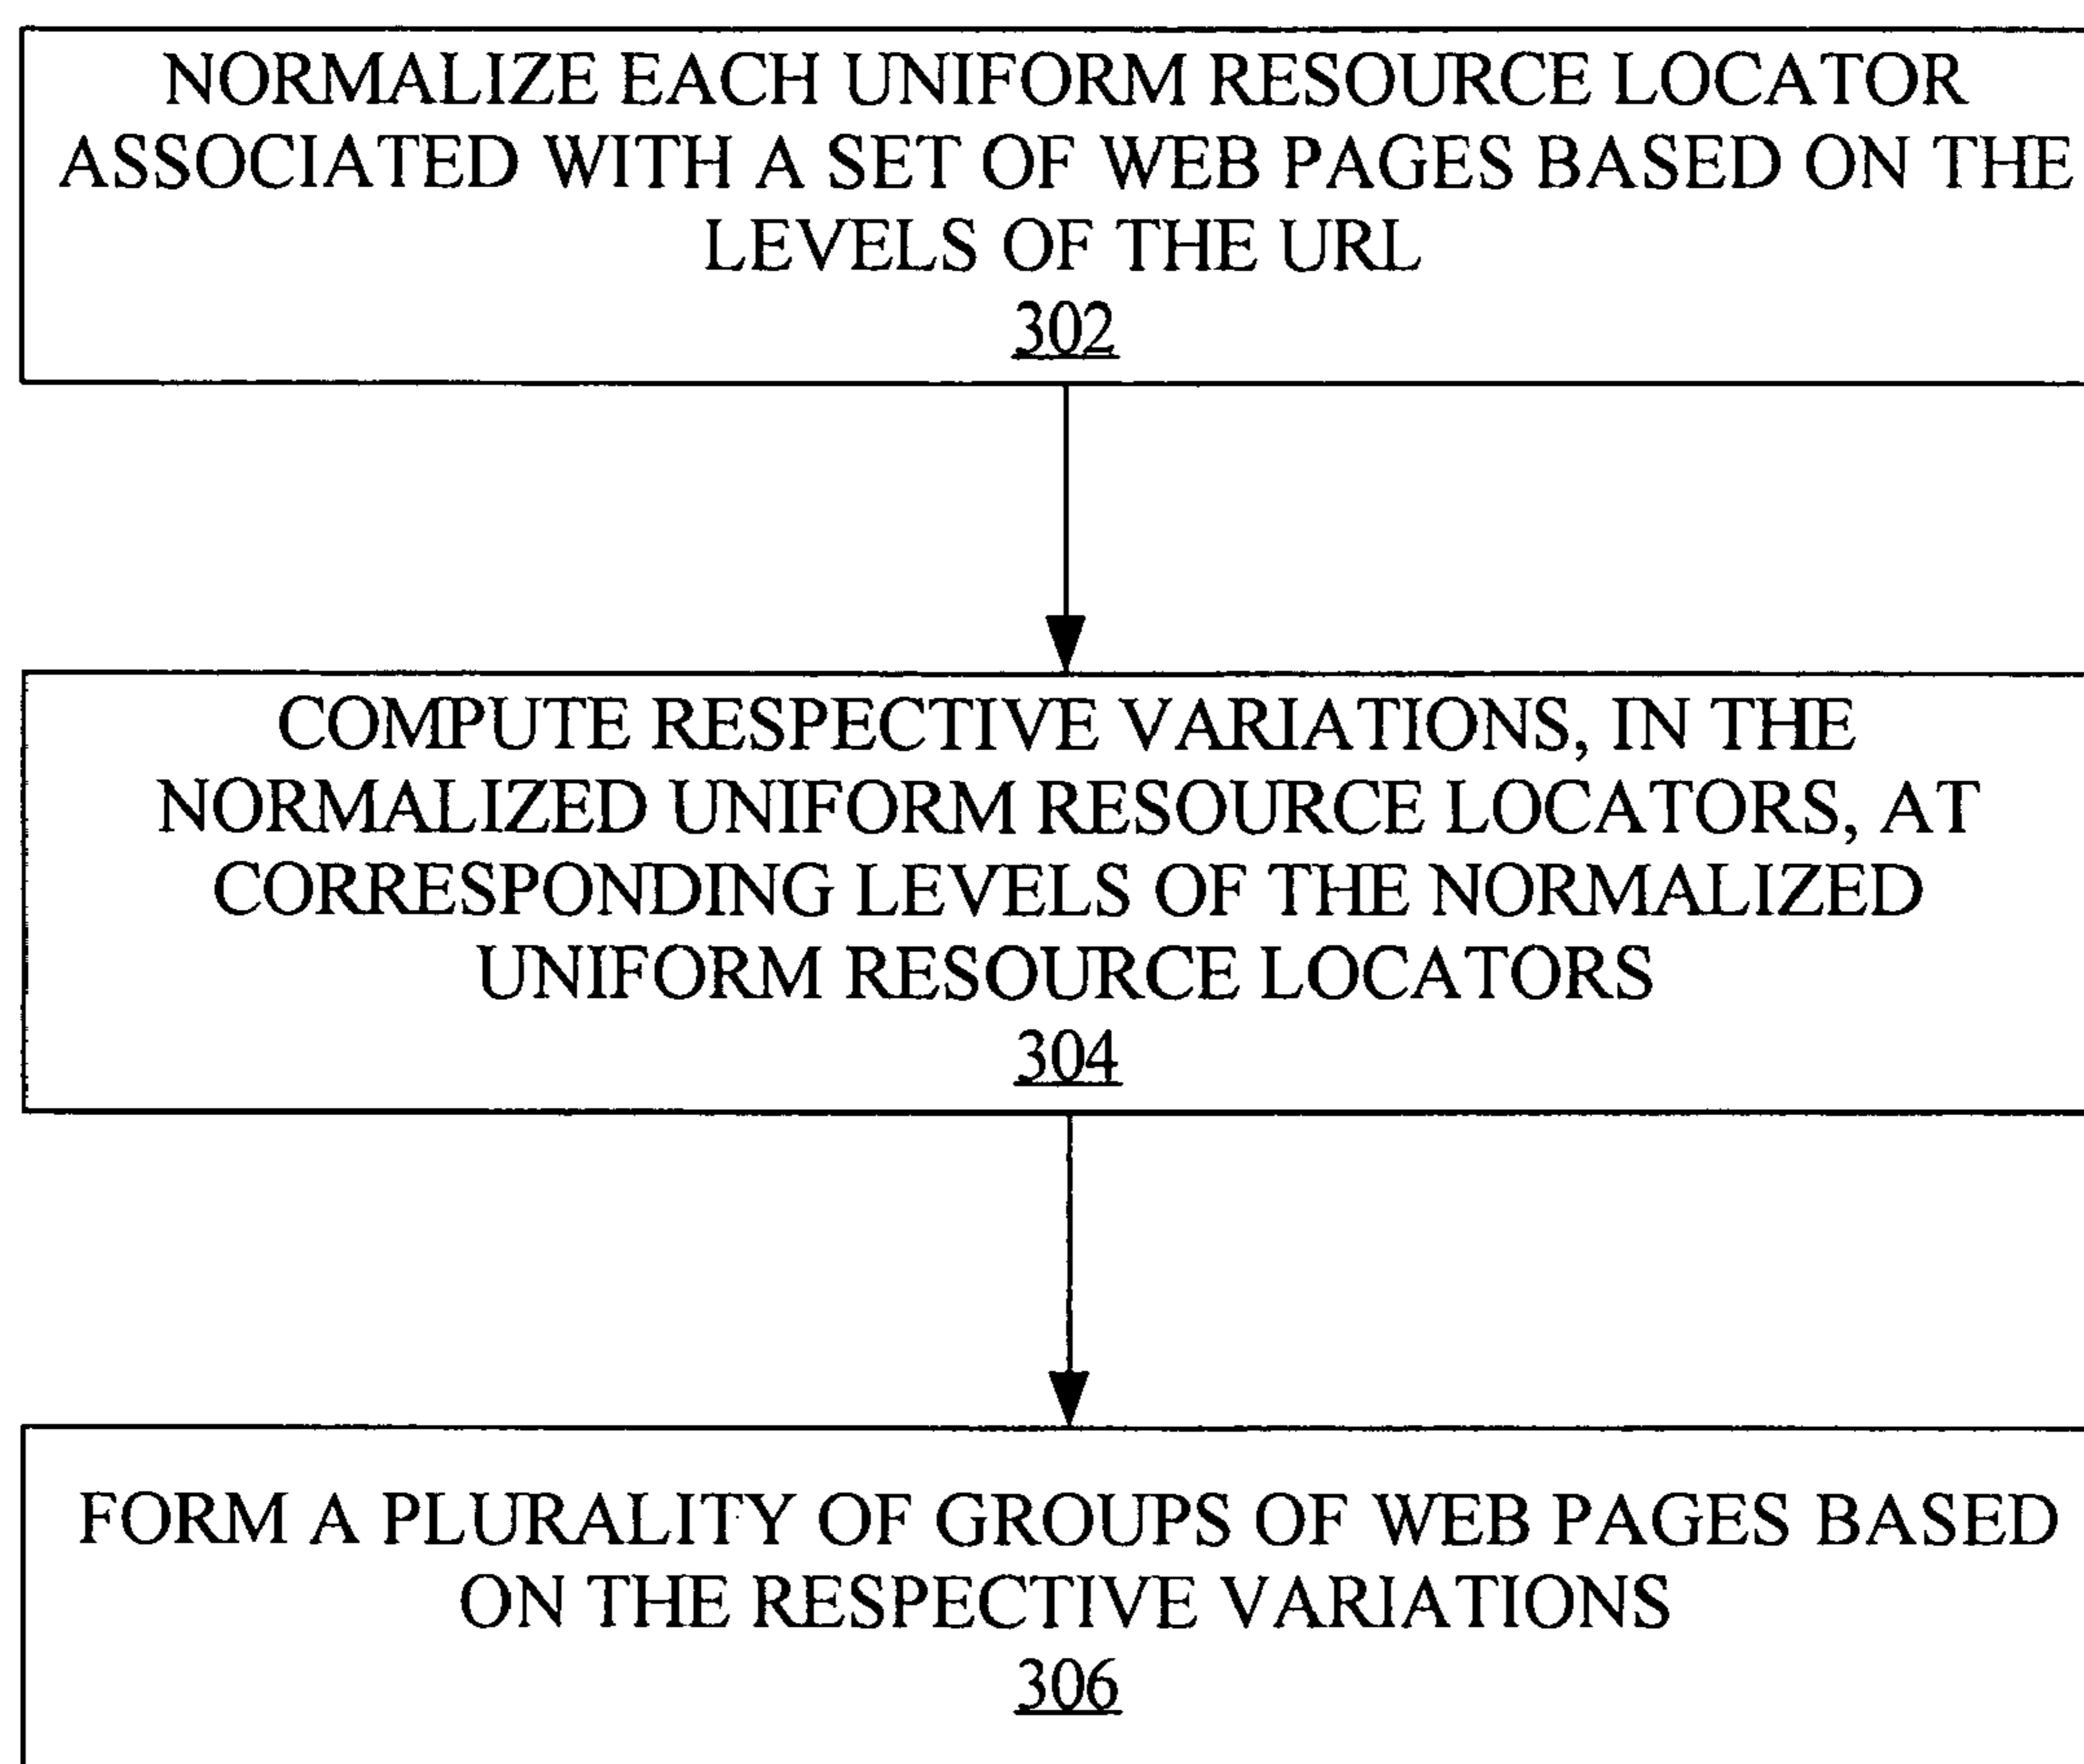 NORMALIZE EACH UNIFORM RESOURCE LOCATOR
ASSOCIATED WITH A SET OF WEB PAGES BASED ON THE
LEVELS OF THE URL
302
COMPUTE RESPECTIVE VARIATIONS, IN THE
NORMALIZED UNIFORM RESOURCE LOCATORS, AT
CORRESPONDING LEVELS OF THE NORMALIZED
UNIFORM RESOURCE LOCATORS
304
FORM A PLURALITY OF GROUPS OF WEB PAGES BASED
ON THE RESPECTIVE VARIATIONS
306